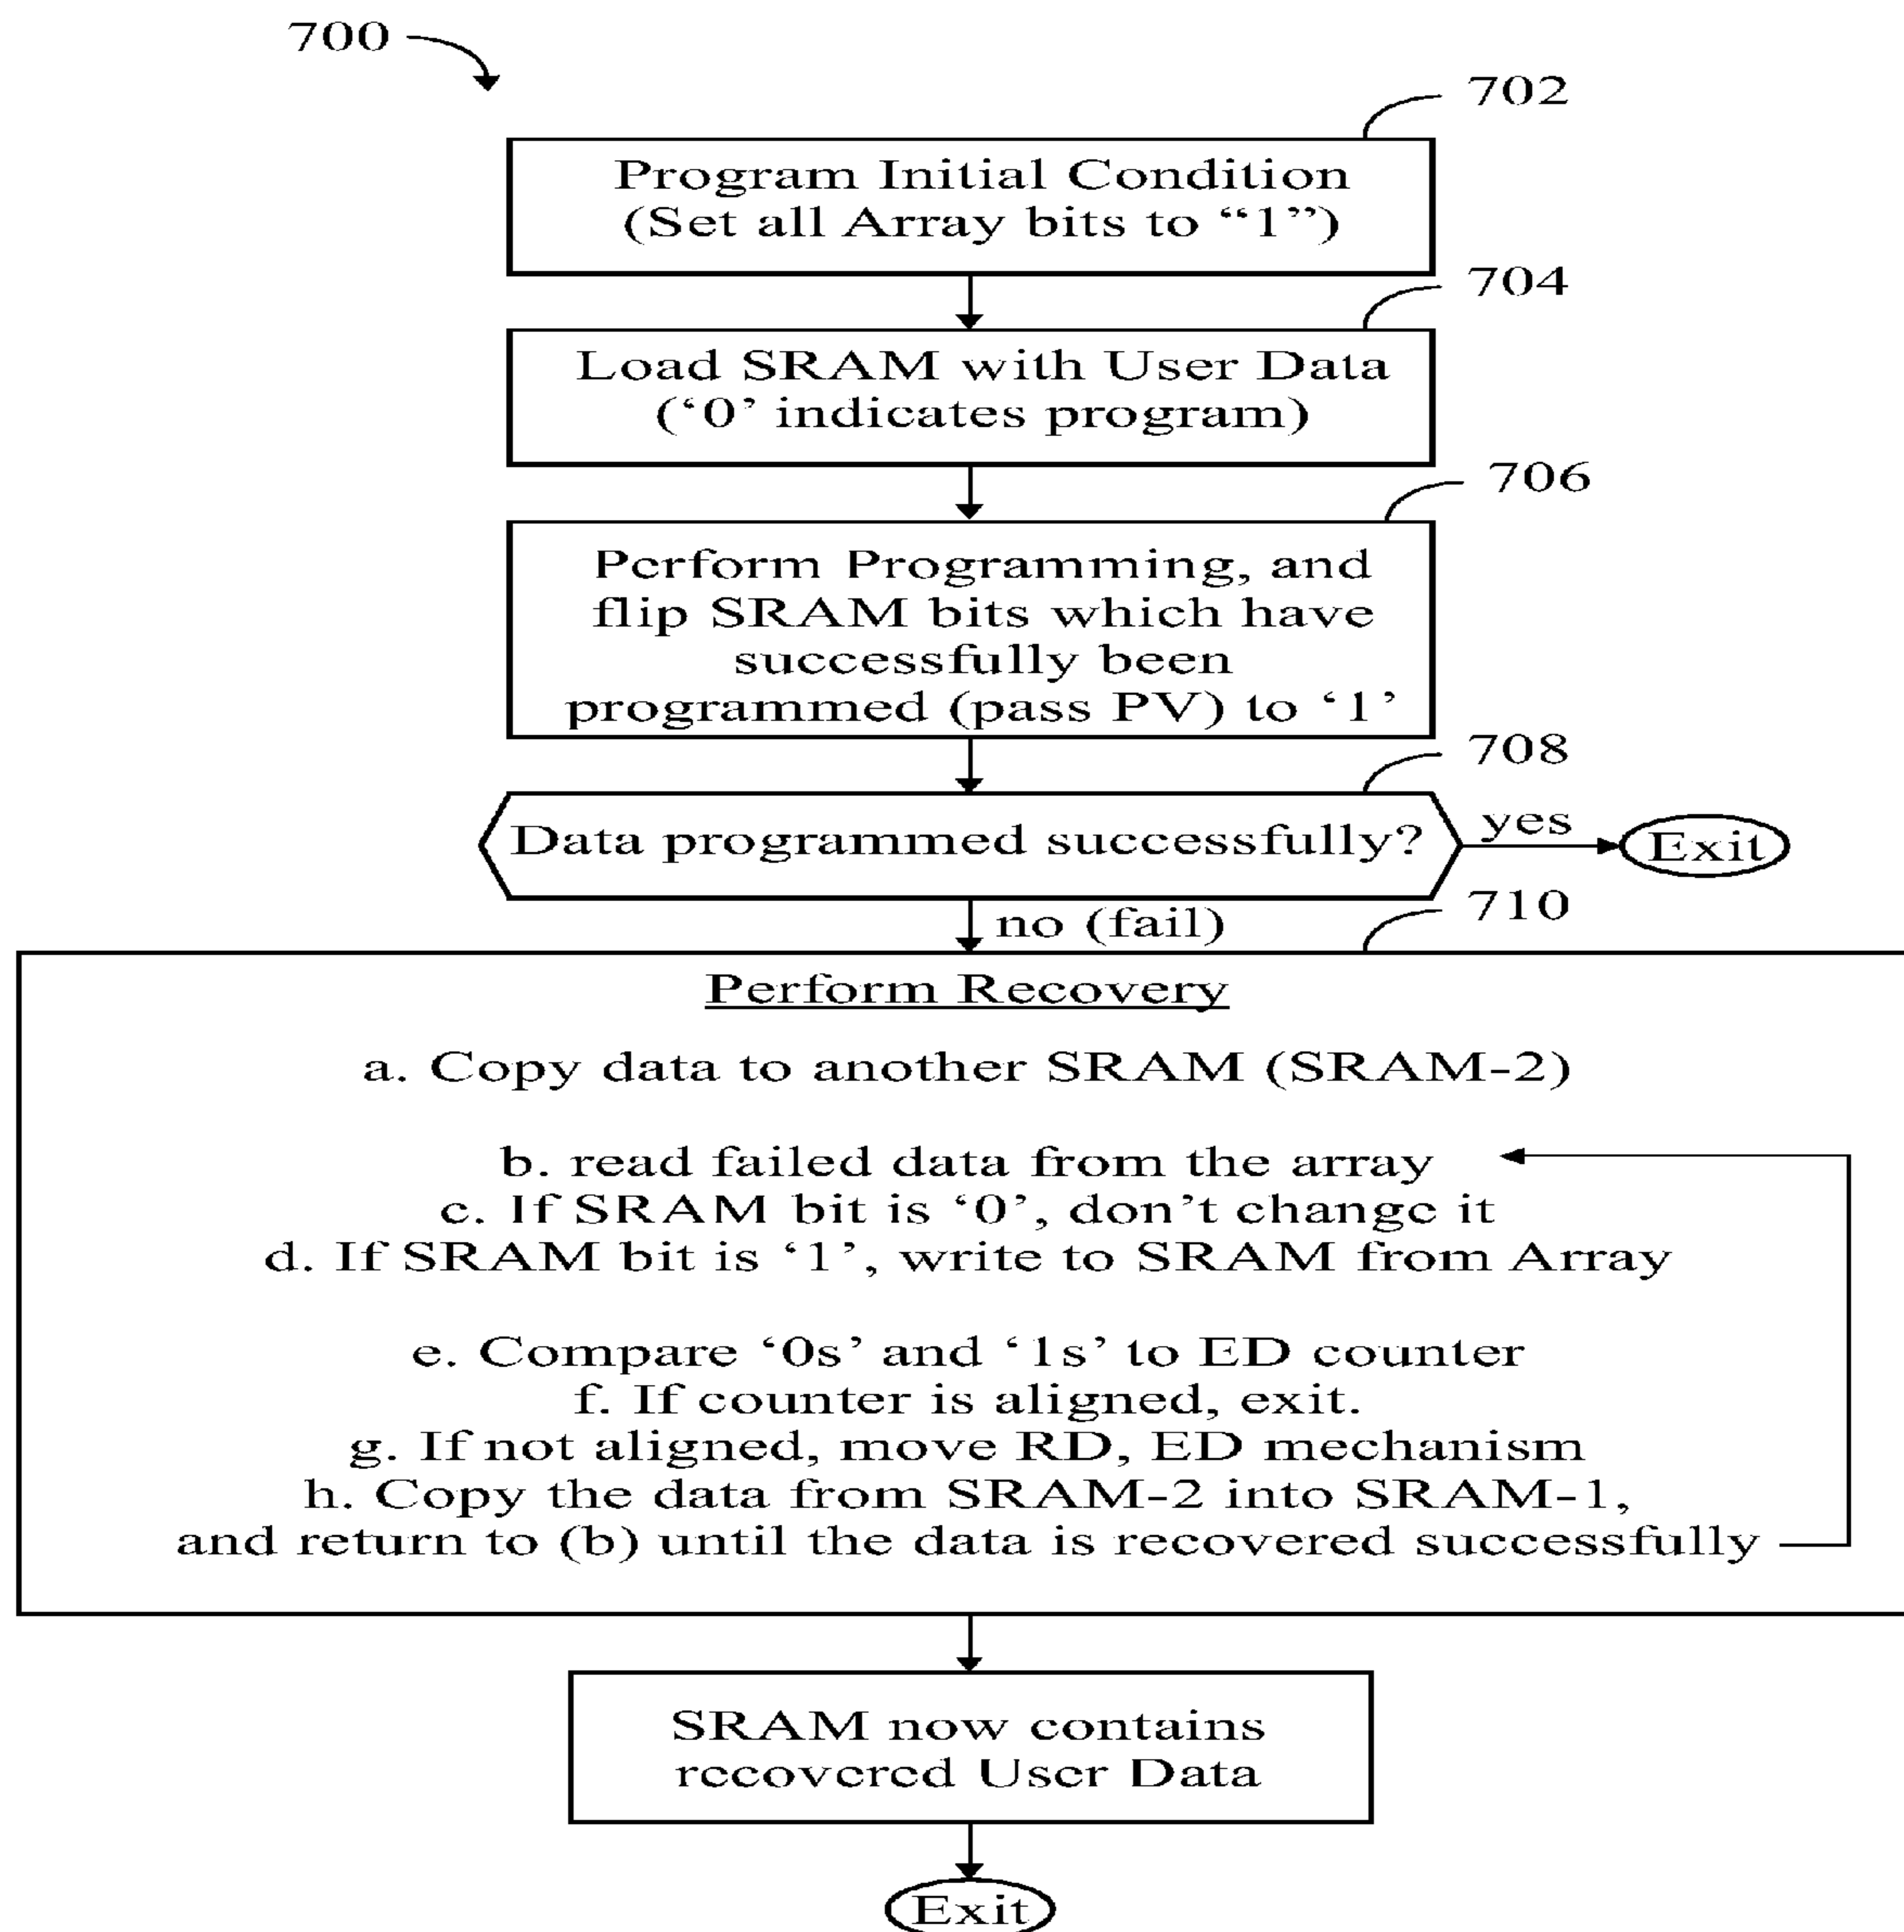 700
702
Program Initial Condition
(Set all Array bits to “1”)
704
Load SRAM with User Data
(‘0’ indicates program)
706
Perform Programming, and
flip SRAM bits which have
successfully been
programmed (pass PV) to ‘1’
708
Data programmed successfully?
yes
Exit
no (fail)
710
Perform Recovery
a. Copy data to another SRAM (SRAM-2)
b. read failed data from the array
c. If SRAM bit is ‘0’, don’t change it
d. If SRAM bit is ‘1’, write to SRAM from Array
e. Compare ‘0s’ and ‘1s’ to ED counter
f. If counter is aligned, exit.
g. If not aligned, move RD, ED mechanism
h. Copy the data from SRAM-2 into SRAM-1,
and return to (b) until the data is recovered successfully
SRAM now contains
recovered User Data
Exit